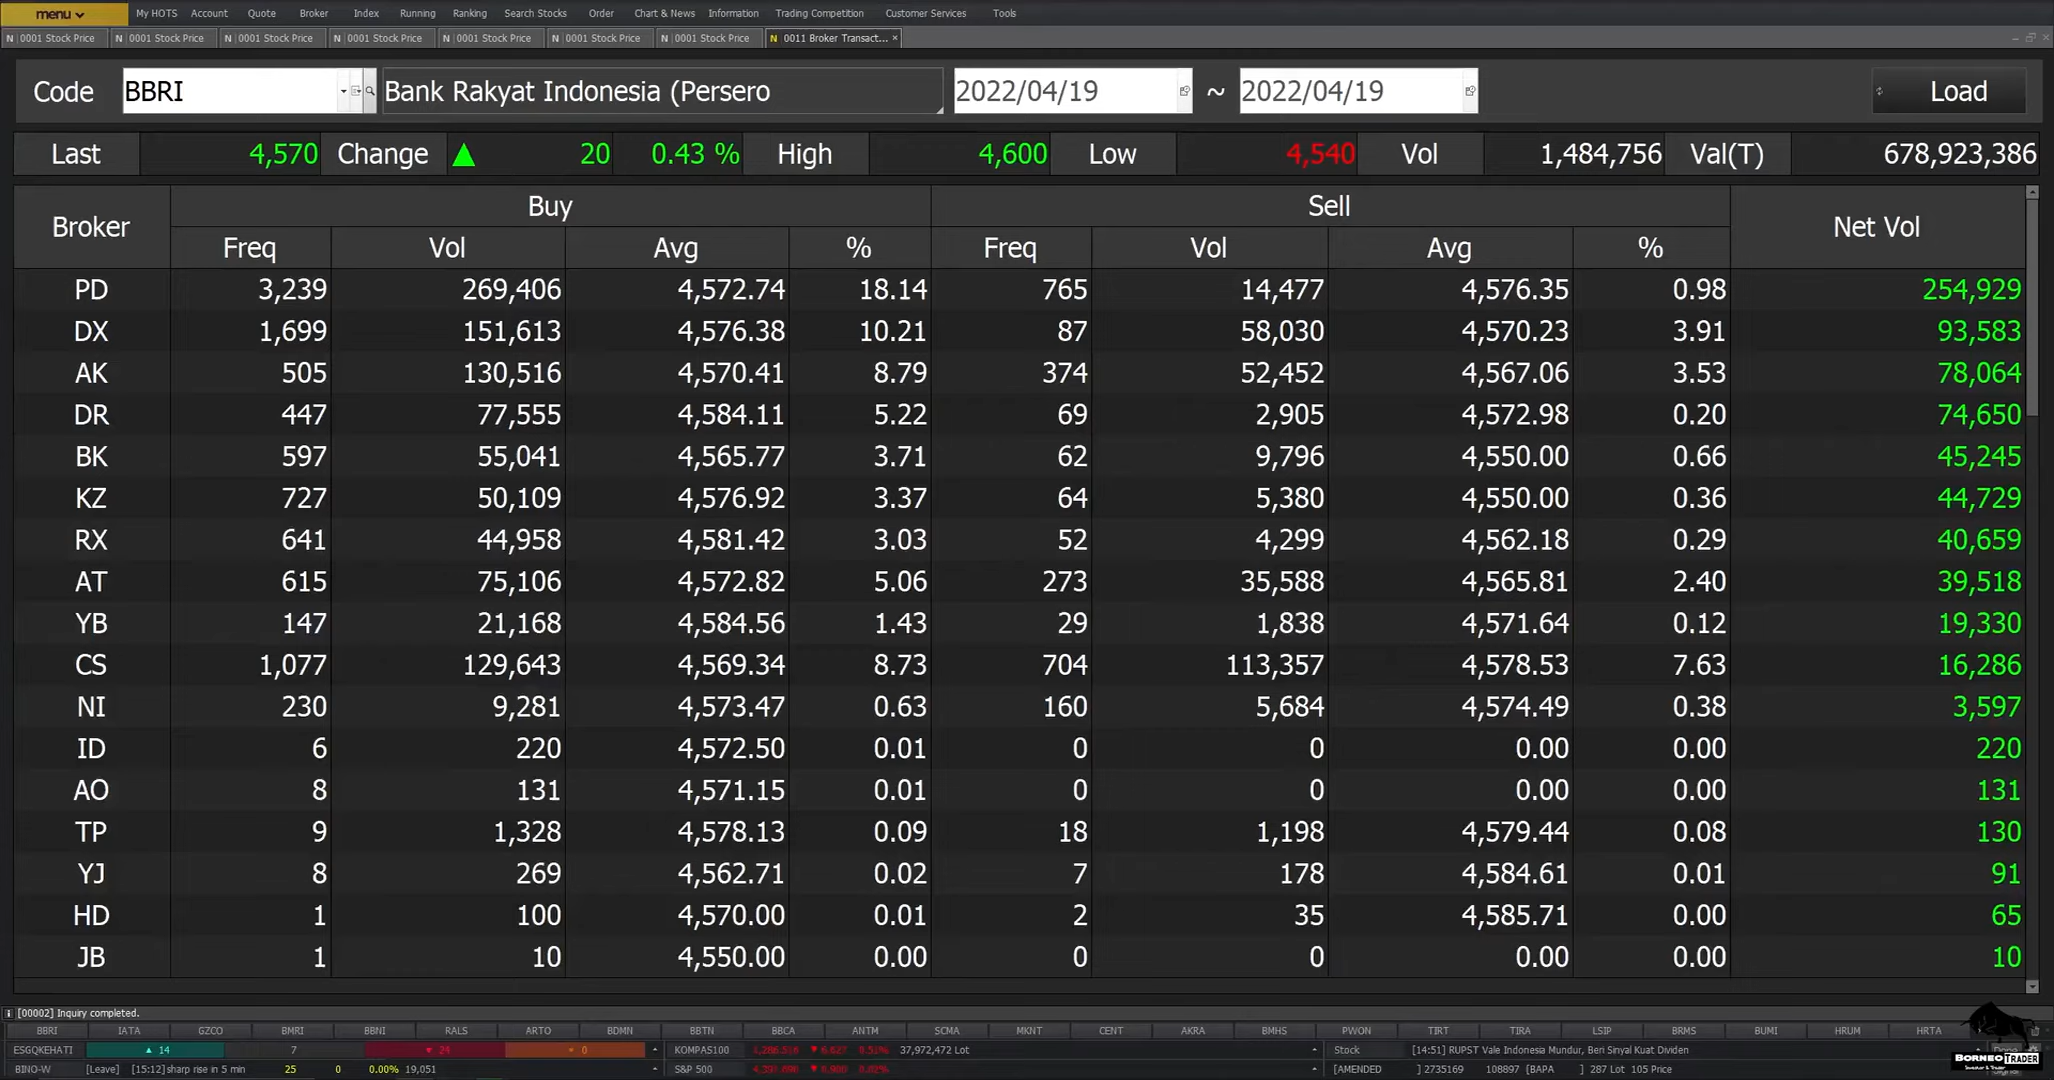 menu My HOTS Account Quote Broker Index Running Ranking Search Stocks Order Chart & News Information Trading Competition Customer Services Tools
N 0001 Stock Price N 0001 Stock Price N 0001 Stock Price N 0001 Stock Price N 0001 Stock Price N 0001 Stock Price N 0001 Stock Price N 0011 Broker Transact... ×
Code BBRI Bank Rakyat Indonesia (Persero 2022/04/19 ~ 2022/04/19 Load
Last 4,570 Change ▲ 20 0.43 % High 4,600 Low 4,540 Vol 1,484,756 Val(T) 678,923,386
Broker Buy Sell Net Vol
Freq Vol Avg % Freq Vol Avg %
PD 3,239 269,406 4,572.74 18.14 765 14,477 4,576.35 0.98 254,929
DX 1,699 151,613 4,576.38 10.21 87 58,030 4,570.23 3.91 93,583
AK 505 130,516 4,570.41 8.79 374 52,452 4,567.06 3.53 78,064
DR 447 77,555 4,584.11 5.22 69 2,905 4,572.98 0.20 74,650
BK 597 55,041 4,565.77 3.71 62 9,796 4,550.00 0.66 45,245
KZ 727 50,109 4,576.92 3.37 64 5,380 4,550.00 0.36 44,729
RX 641 44,958 4,581.42 3.03 52 4,299 4,562.18 0.29 40,659
AT 615 75,106 4,572.82 5.06 273 35,588 4,565.81 2.40 39,518
YB 147 21,168 4,584.56 1.43 29 1,838 4,571.64 0.12 19,330
CS 1,077 129,643 4,569.34 8.73 704 113,357 4,578.53 7.63 16,286
NI 230 9,281 4,573.47 0.63 160 5,684 4,574.49 0.38 3,597
ID 6 220 4,572.50 0.01 0 0 0.00 0.00 220
AO 8 131 4,571.15 0.01 0 0 0.00 0.00 131
TP 9 1,328 4,578.13 0.09 18 1,198 4,579.44 0.08 130
YJ 8 269 4,562.71 0.02 7 178 4,584.61 0.01 91
HD 1 100 4,570.00 0.01 2 35 4,585.71 0.00 65
JB 1 10 4,550.00 0.00 0 0 0.00 0.00 10
[00002] Inquiry completed.
BBRI IATA GZCO BMRI BBNI RALS ARTO BDMN BBTN BBCA ANTM SCMA MKNT CENT AKRA BMHS PWON TIRT TIRA LSIP BRMS BUMI HRUM HRTA
ESGQKEHATI ▲ 14 7 ▼ 24 0 KOMPAS100 ▼ 6.627 0.51% 37,972,472 Lot Stock [14:51] RUPST Vale Indonesia Mundur, Beri Sinyal Kuat Dividen
BINO-W [Leave] [15:12] sharp rise in 5 min 25 0 0.00% 19,051 S&P 500 ▼ 0.02% [AMENDED ] 2735169 108897 [BAPA ] 287 Lot 105 Price
BORNEO TRADER